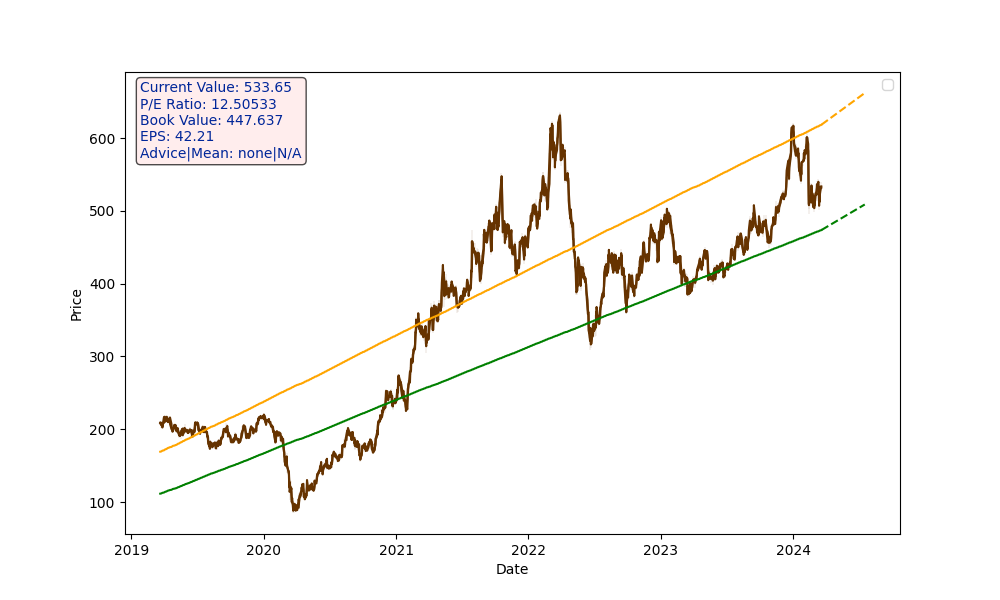 Current Value: 533.65
P/E Ratio: 12.50533
Book Value: 447.637
EPS: 42.21
Advice|Mean: none|N/A
600
500
400
300
200
100
Price
2019 2020 2021 2022 2023 2024
Date